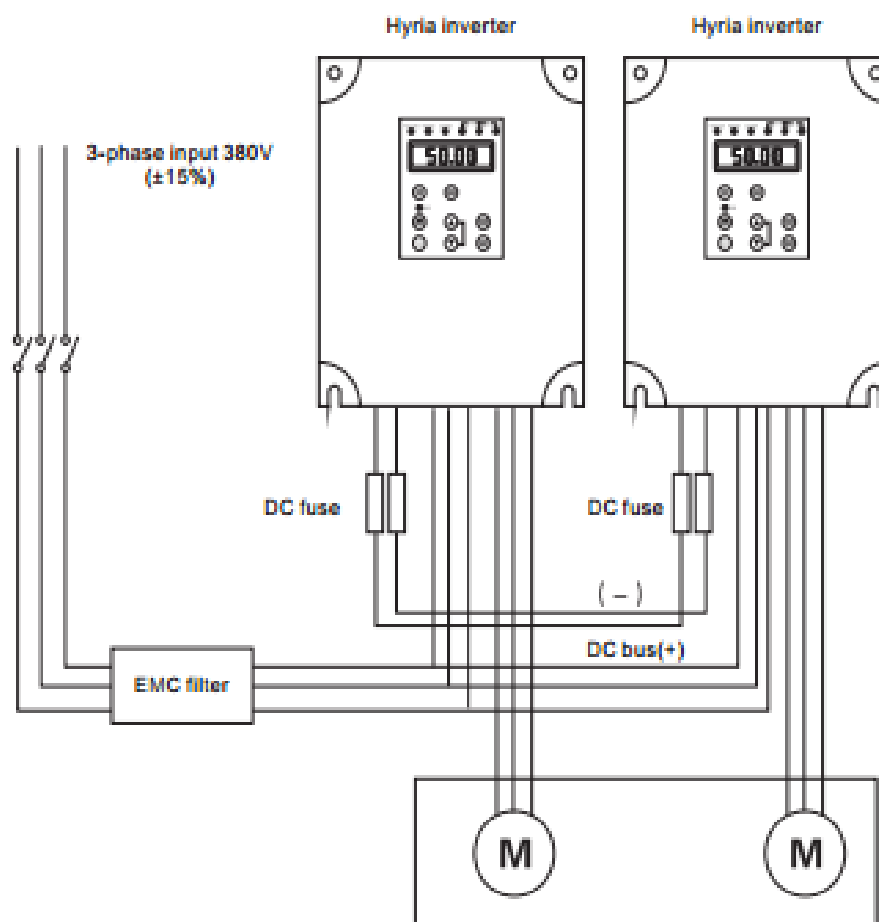 Hyria inverter
Hyria inverter
3-phase input 380V
(±15%)
50.00
50.00
DC fuse
DC fuse
( – )
DC bus(+)
EMC filter
M
M